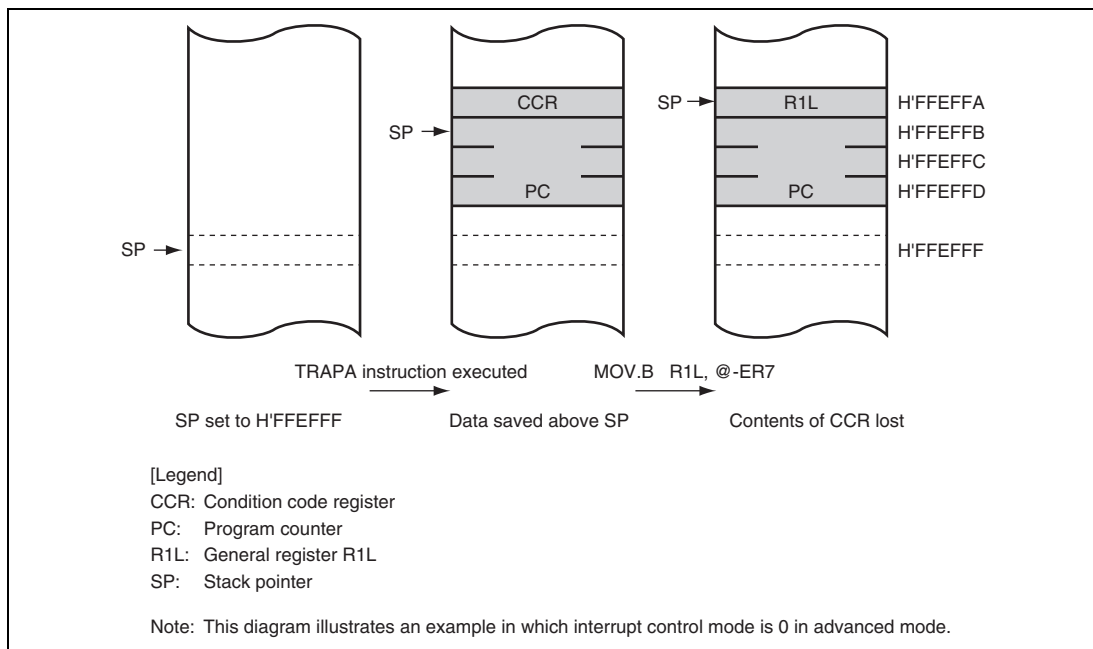 CCR
SP
R1L
H'FFEFFA
SP
H'FFEFFB
H'FFEFFC
PC
PC
H'FFEFFD
SP
H'FFEFFF
TRAPA instruction executed
MOV.B R1L, @-ER7
SP set to H'FFEFFF
Data saved above SP
Contents of CCR lost
[Legend]
CCR: Condition code register
PC: Program counter
R1L: General register R1L
SP: Stack pointer
Note: This diagram illustrates an example in which interrupt control mode is 0 in advanced mode.